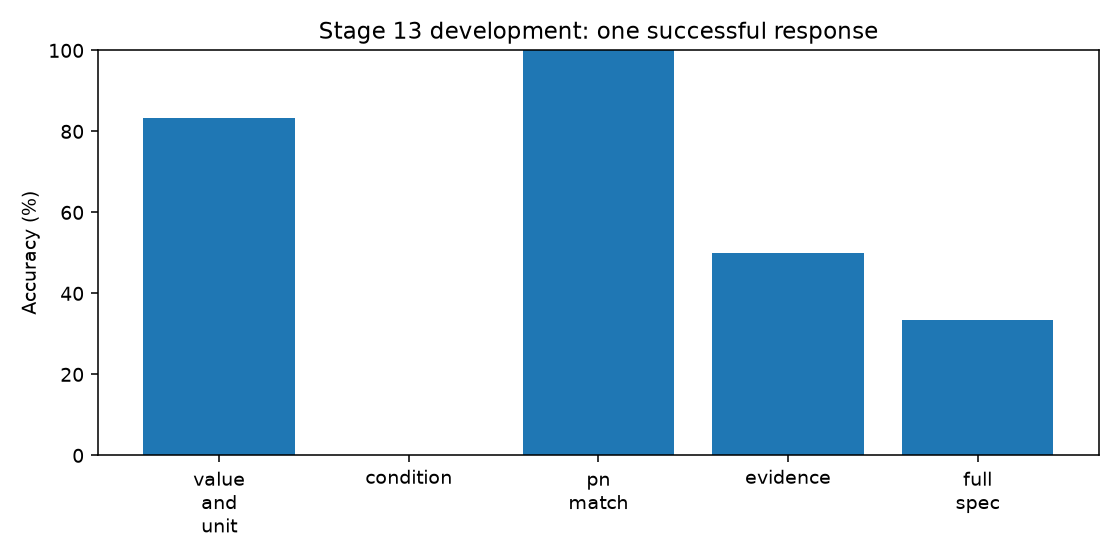 Stage 13 development: one successful response
Accuracy (%)
100
80
60
40
20
0
value
and
unit
condition
pn
match
evidence
full
spec